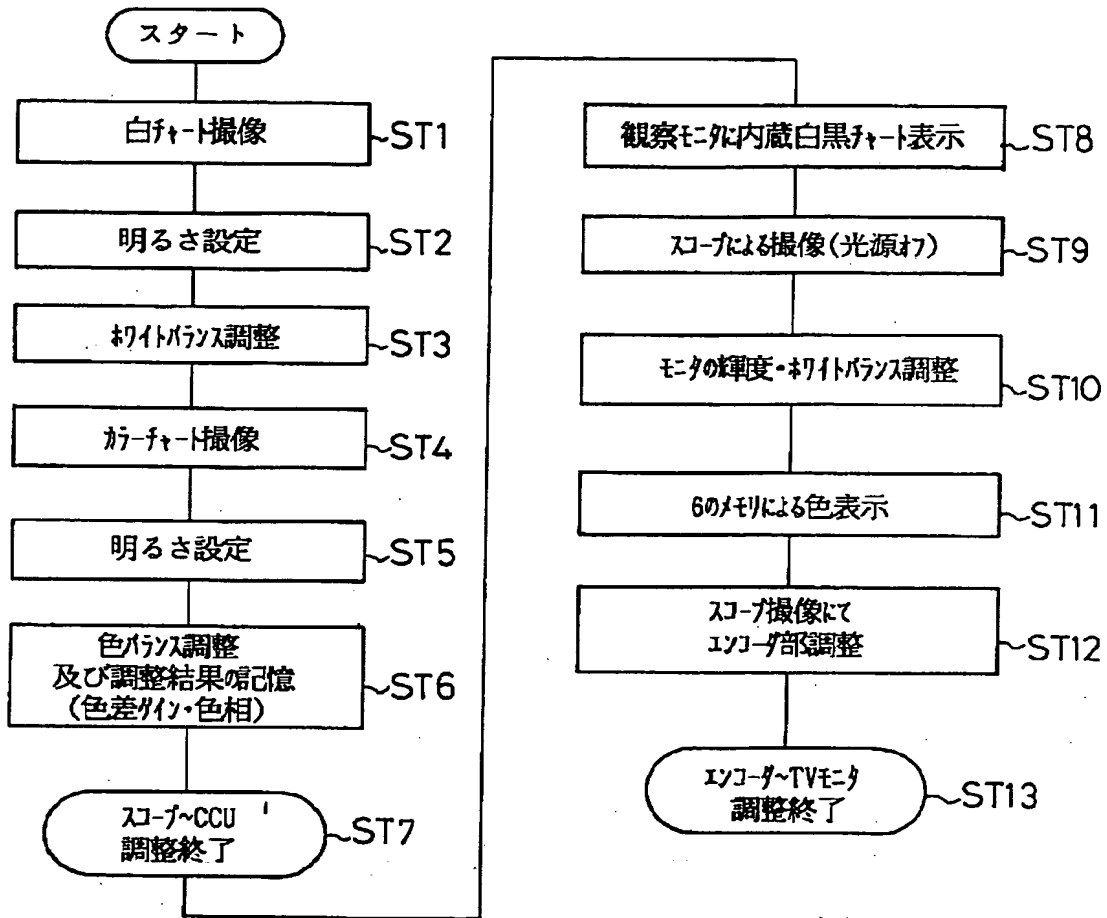 スタート
白チャート撮像
ST1
明るさ設定
ST2
ホワイトバランス調整
ST3
カラーチャート撮像
ST4
明るさ設定
ST5
色バランス調整
及び調整結果の記憶
(色差ゲイン・色相)
ST6
スコープ~CCU
調整終了
ST7
観察モニタに内蔵白黒チャート表示
ST8
スコープによる撮像(光源オフ)
ST9
モニタの輝度・ホワイトバランス調整
ST10
6のメモリによる色表示
ST11
スコープ撮像にて
エンコーダ部調整
ST12
エンコーダ~TVモニタ
調整終了
ST13